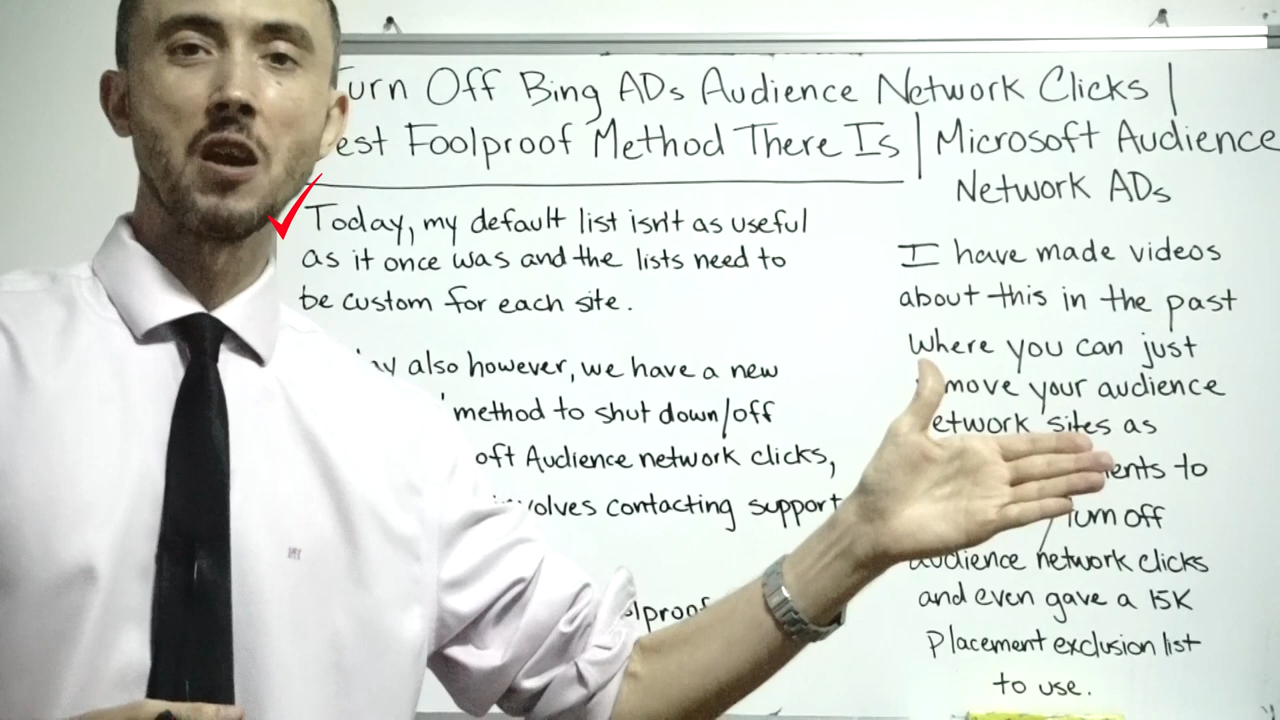 urn Off Bing ADs Audience Network Clicks |
est Foolproof Method There Is | Microsoft Audience
Network ADs
Today, my default list isn't as useful
as it once was and the lists need to
be custom for each site.
also however, we have a new
method to shut down/off
oft Audience network clicks,
volves contacting support
I have made videos
about this in the past
where you can just
move your audience
etwork sites as
ents to
turn off
audience network clicks
and even gave a 15K
Placement exclusion list
to use.